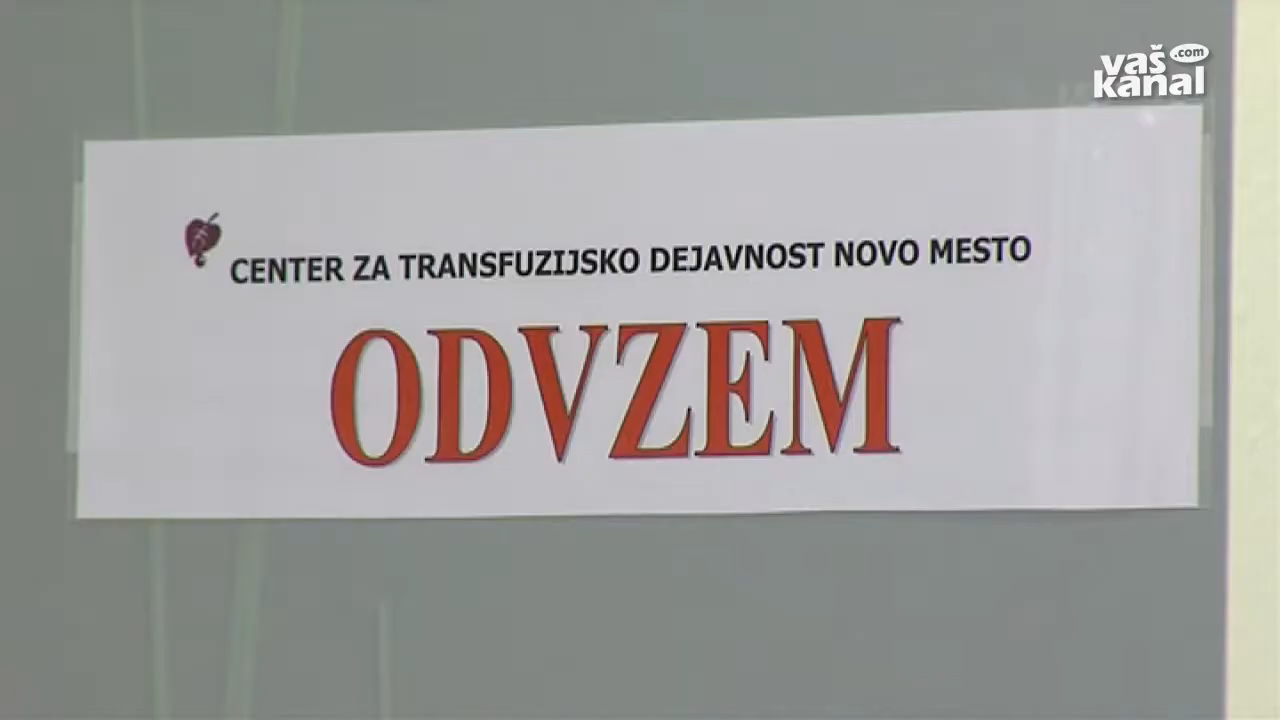 vaš .com
kanal
CENTER ZA TRANSFUZIJSKO DEJAVNOST NOVO MESTO
ODVZEM